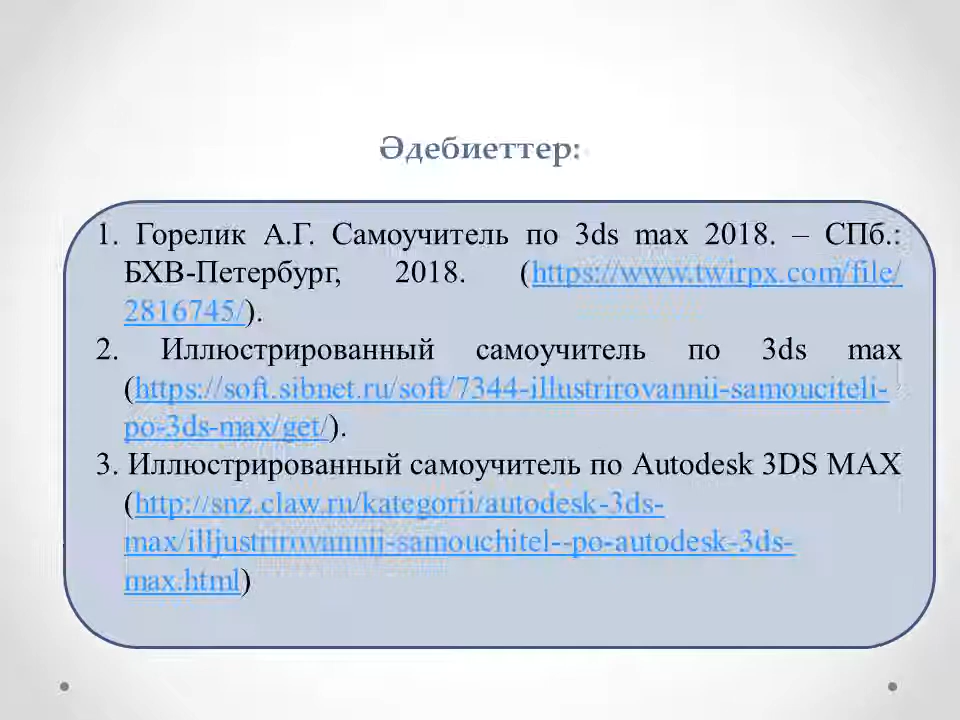 Әдебиеттер:
1. Горелик А.Г. Самоучитель по 3ds max 2018. – СПб.:
БХВ-Петербург, 2018. (https://www.twirpx.com/file/
2816745/).
2. Иллюстрированный самоучитель по 3ds max
(https://soft.sibnet.ru/soft/7344-illustrirovannii-samouciteli-
po-3ds-max/get/).
3. Иллюстрированный самоучитель по Autodesk 3DS MAX
(http://snz.claw.ru/kategorii/autodesk-3ds-
max/illjustrirovannij-samouchitel--po-autodesk-3ds-
max.html)